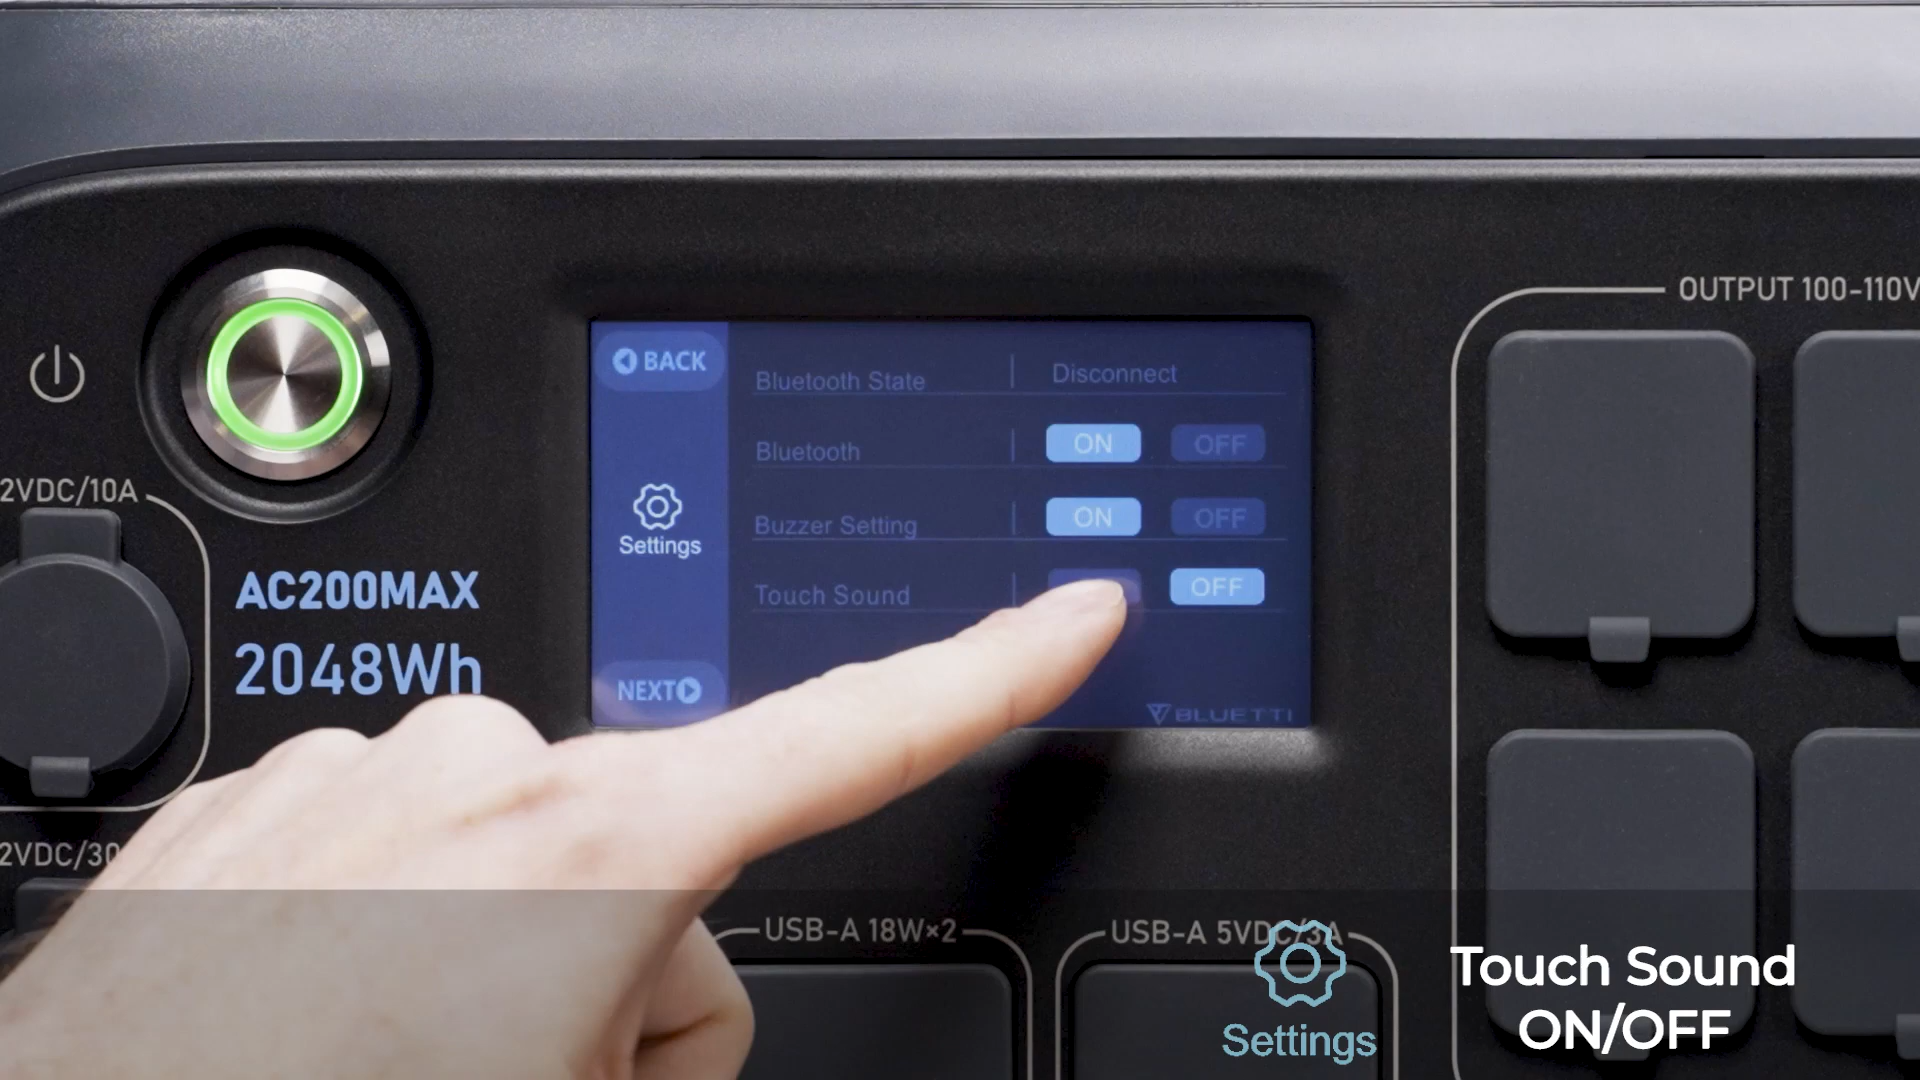 OUTPUT 100-110V
BACK
Bluetooth State
Disconnect
Bluetooth
ON
OFF
Buzzer Setting
ON
OFF
Settings
Touch Sound
OFF
NEXT
BLUETTI
2VDC/10A
AC200MAX
2048Wh
2VDC/30
USB-A 18W×2
USB-A 5VDC/3A
Settings
Touch Sound
ON/OFF